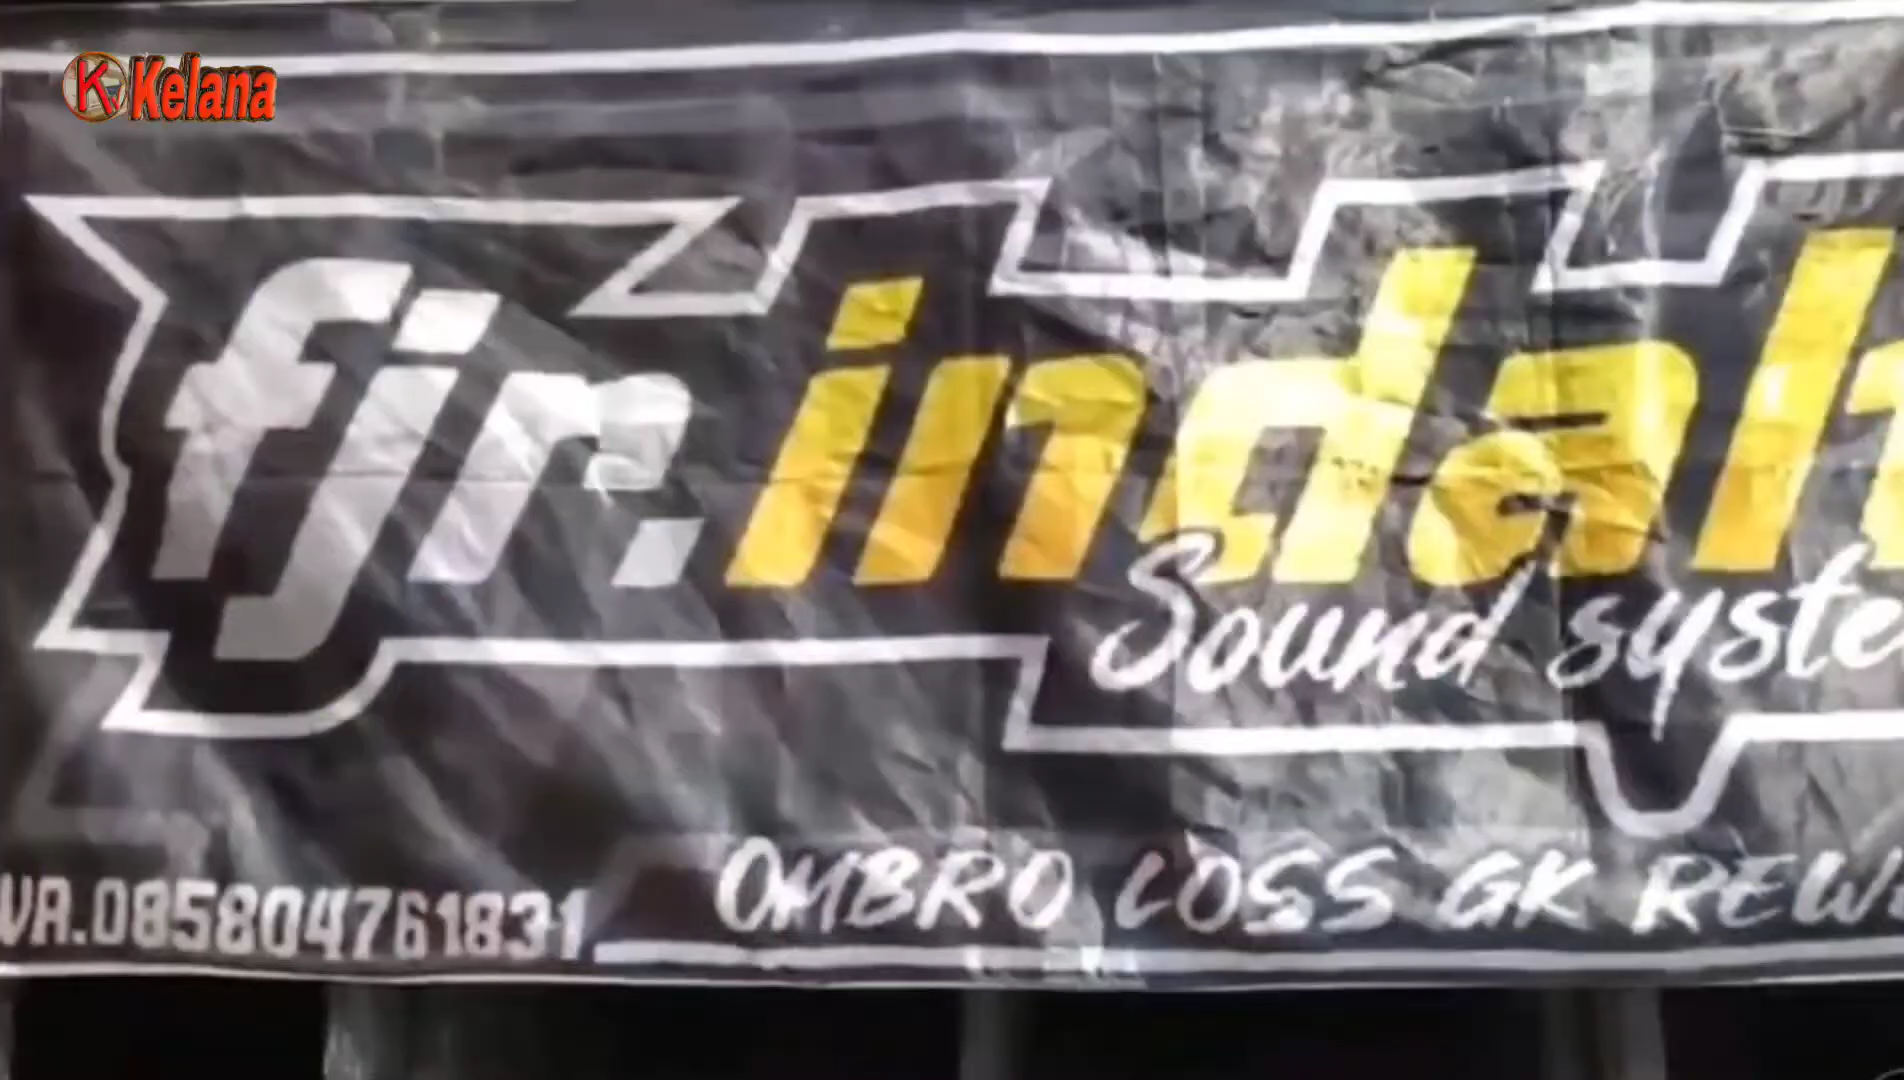 Kelana
fjr.indah
Sound syste
WA.085804761831
OMBRO LOSS GK REW